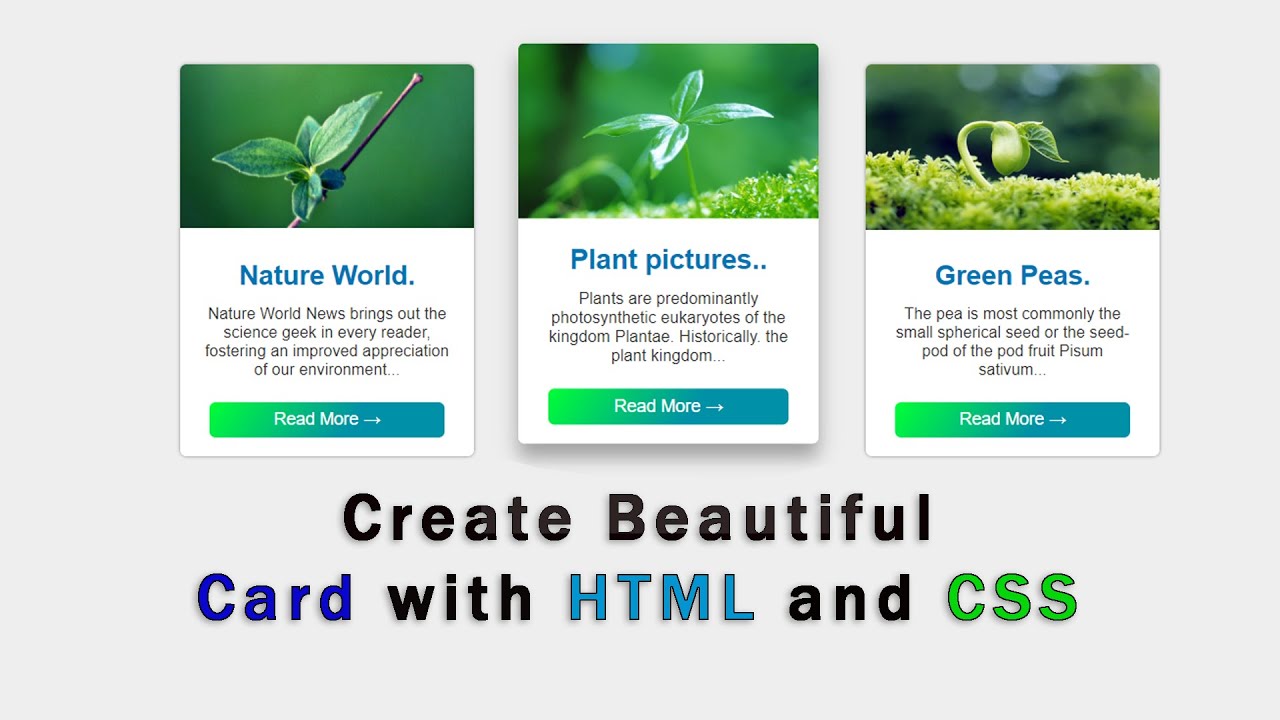 Nature World.
Nature World News brings out the
science geek in every reader,
fostering an improved appreciation
of our environment...
Read More →
Plant pictures..
Plants are predominantly
photosynthetic eukaryotes of the
kingdom Plantae. Historically. the
plant kingdom...
Read More →
Green Peas.
The pea is most commonly the
small spherical seed or the seed-
pod of the pod fruit Pisum
sativum...
Read More →
Create Beautiful
Card with HTML and CSS